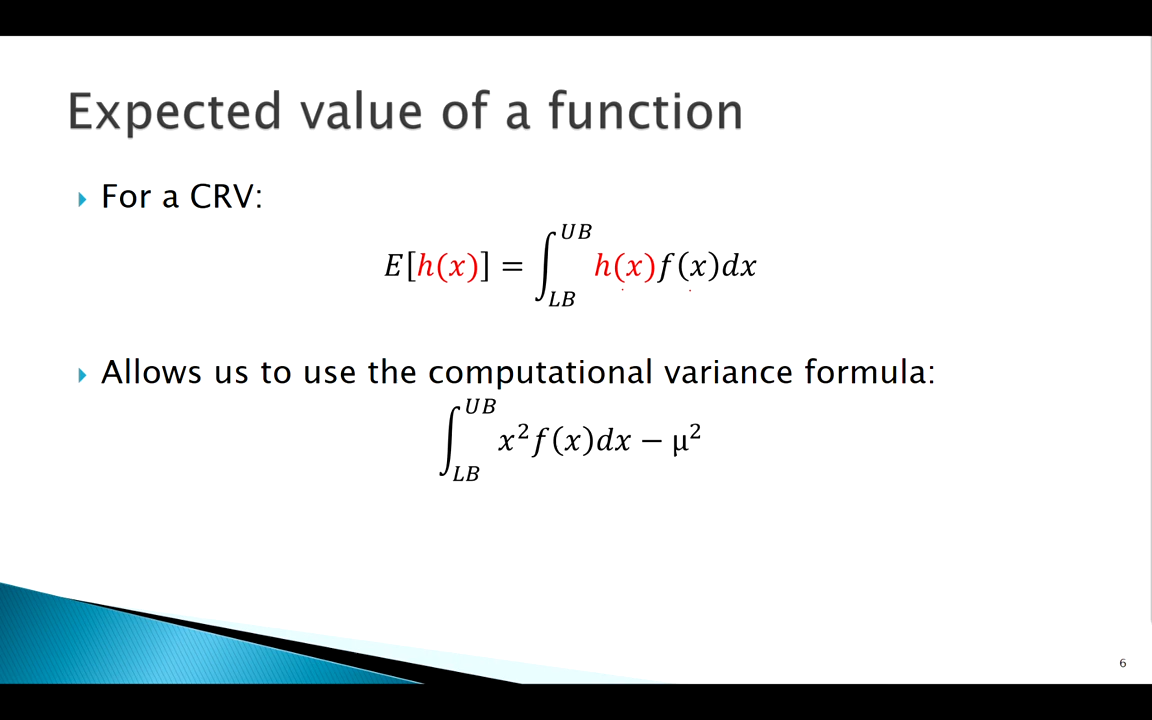 Expected value of a function
For a CRV:
E[h(x)] = ∫_{LB}^{UB} h(x)f(x)dx
Allows us to use the computational variance formula:
∫_{LB}^{UB} x²f(x)dx − μ²
6